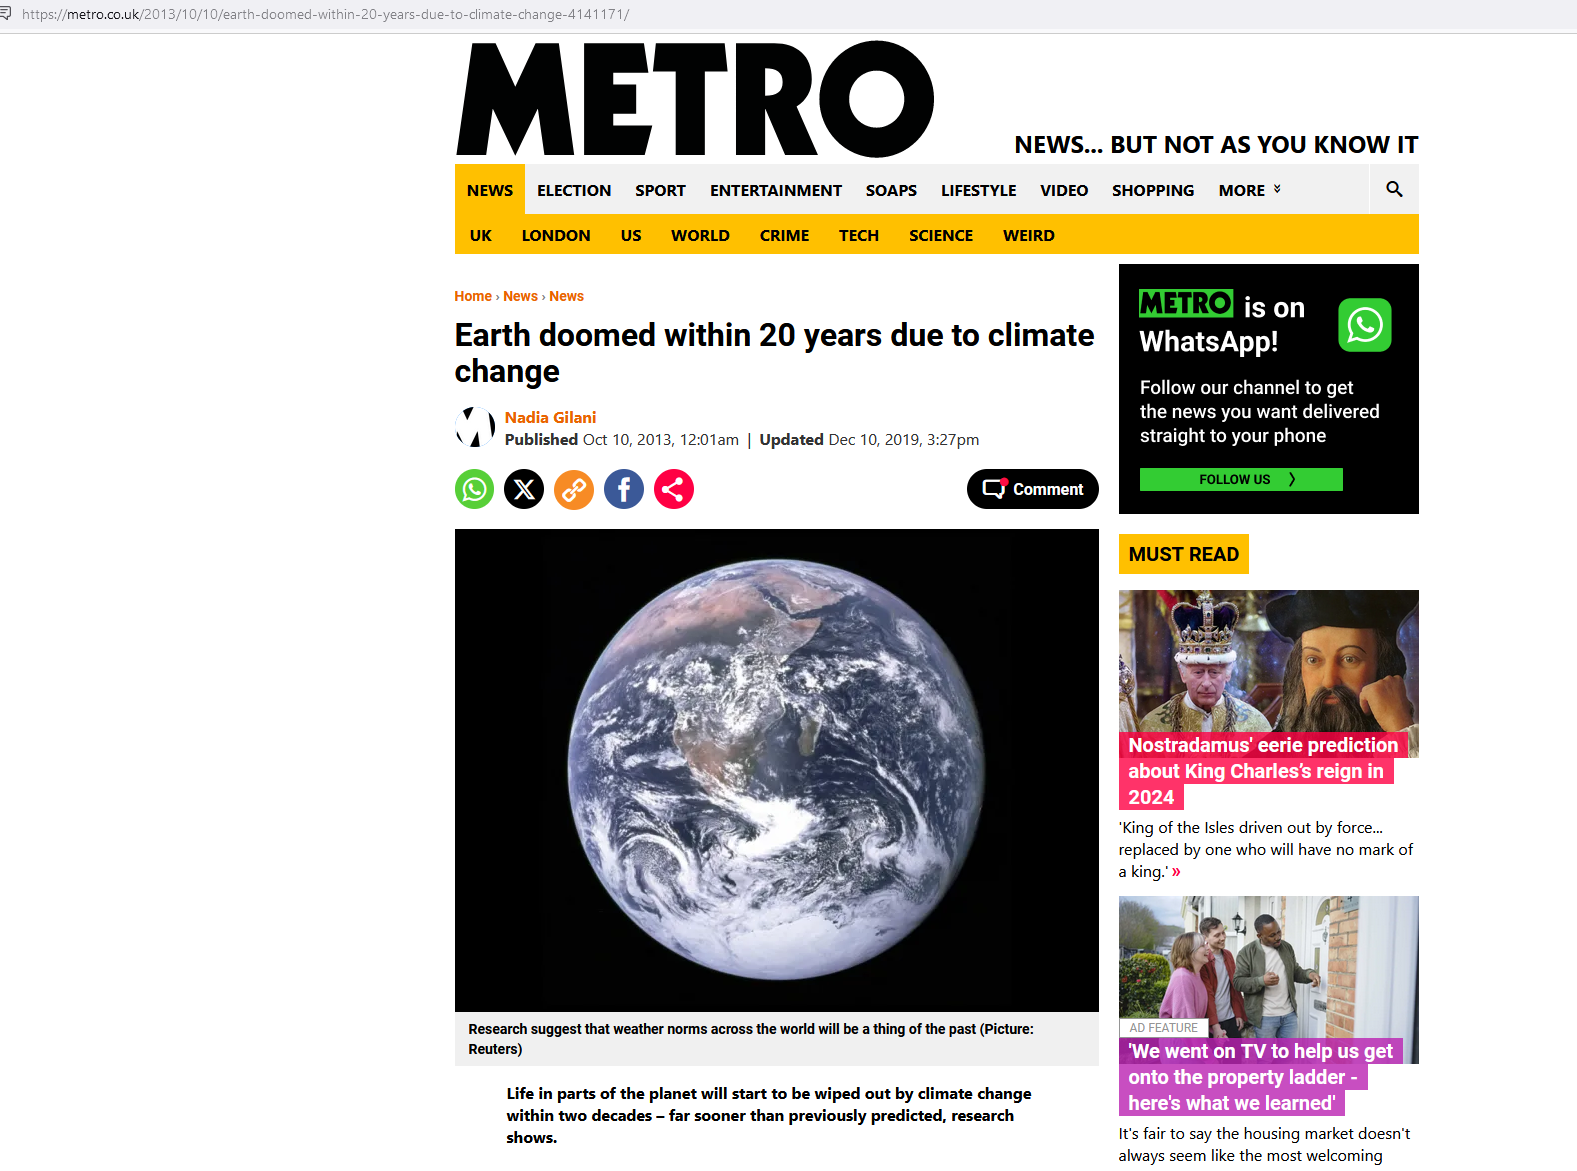 https://metro.co.uk/2013/10/10/earth-doomed-within-20-years-due-to-climate-change-4141171/
METRO
NEWS... BUT NOT AS YOU KNOW IT
NEWS ELECTION SPORT ENTERTAINMENT SOAPS LIFESTYLE VIDEO SHOPPING MORE
UK LONDON US WORLD CRIME TECH SCIENCE WEIRD
Home › News › News
Earth doomed within 20 years due to climate
change
Nadia Gilani
Published Oct 10, 2013, 12:01am | Updated Dec 10, 2019, 3:27pm
Comment
Research suggest that weather norms across the world will be a thing of the past (Picture:
Reuters)
Life in parts of the planet will start to be wiped out by climate change
within two decades – far sooner than previously predicted, research
shows.
METRO is on
WhatsApp!
Follow our channel to get
the news you want delivered
straight to your phone
FOLLOW US
MUST READ
Nostradamus' eerie prediction
about King Charles's reign in
2024
'King of the Isles driven out by force...
replaced by one who will have no mark of
a king.' »
AD FEATURE
'We went on TV to help us get
onto the property ladder -
here's what we learned'
It's fair to say the housing market doesn't
always seem like the most welcoming